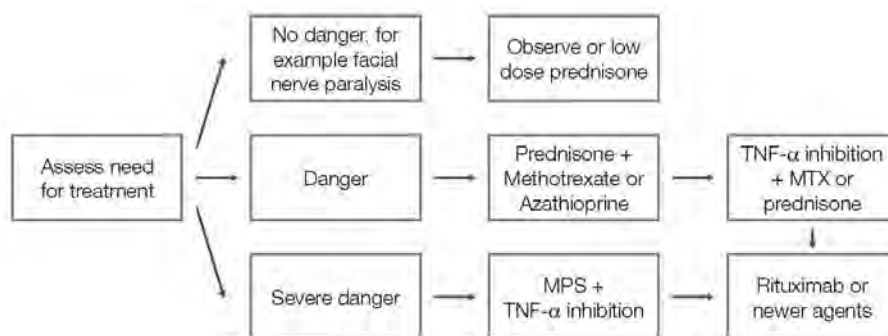 No danger, for
example facial
nerve paralysis
Observe or low
dose prednisone
Assess need
for treatment
Danger
Prednisone +
Methotrexate or
Azathioprine
TNF-α inhibition
+ MTX or
prednisone
Severe danger
MPS +
TNF-α inhibition
Rituximab or
newer agents